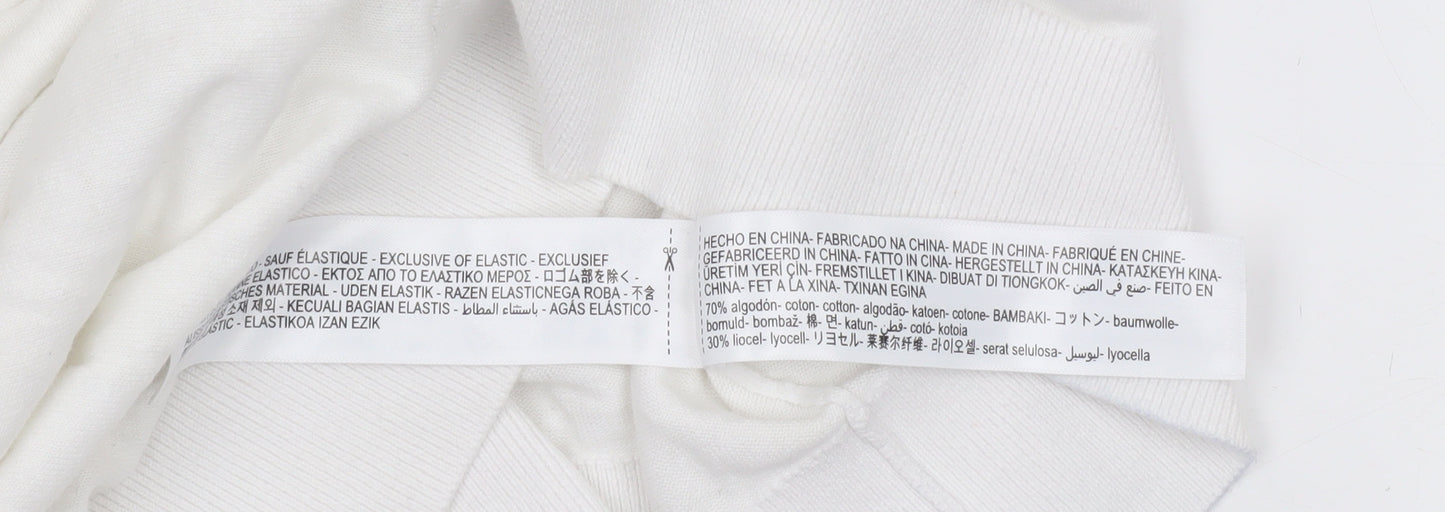 - SAUF ÉLASTIQUE - EXCLUSIVE OF ELASTIC - EXCLUSIEF
ELASTICO - ΕΚΤΟΣ ΑΠΟ ΤΟ ΕΛΑΣΤΙΚΟ ΜΕΡΟΣ - ロゴム部を除く -
MATERIAL - UDEN ELASTIK - RAZEN ELASTICNEGA ROBA - 不含
소재 제외 - KECUALI BAGIAN ELASTIS - باستثناء المطاط - AGÁS ELÁSTICO -
- ELASTIKOA IZAN EZIK
HECHO EN CHINA- FABRICADO NA CHINA- MADE IN CHINA- FABRIQUÉ EN CHINE-
GEFABRICEERD IN CHINA- FATTO IN CINA- HERGESTELLT IN CHINA- ΚΑΤΑΣΚΕΥΗ ΚΙΝΑ-
ÜRETİM YERİ ÇİN- FREMSTILLET I KINA- DIBUAT DI TIONGKOK- صنع في الصين- FEITO EN
CHINA- FET A LA XINA- TXINAN EGINA
70% algodón- coton- cotton- algodão- katoen- cotone- BAMBAKI- コットン- baumwolle-
bomuld- bombaž- 棉- 면- katun- قطن- cotó- kotoia
30% liocel- lyocell- リヨセル- 莱赛尔纤维- 라이오셀- serat selulosa- ليوسيل- lyocella